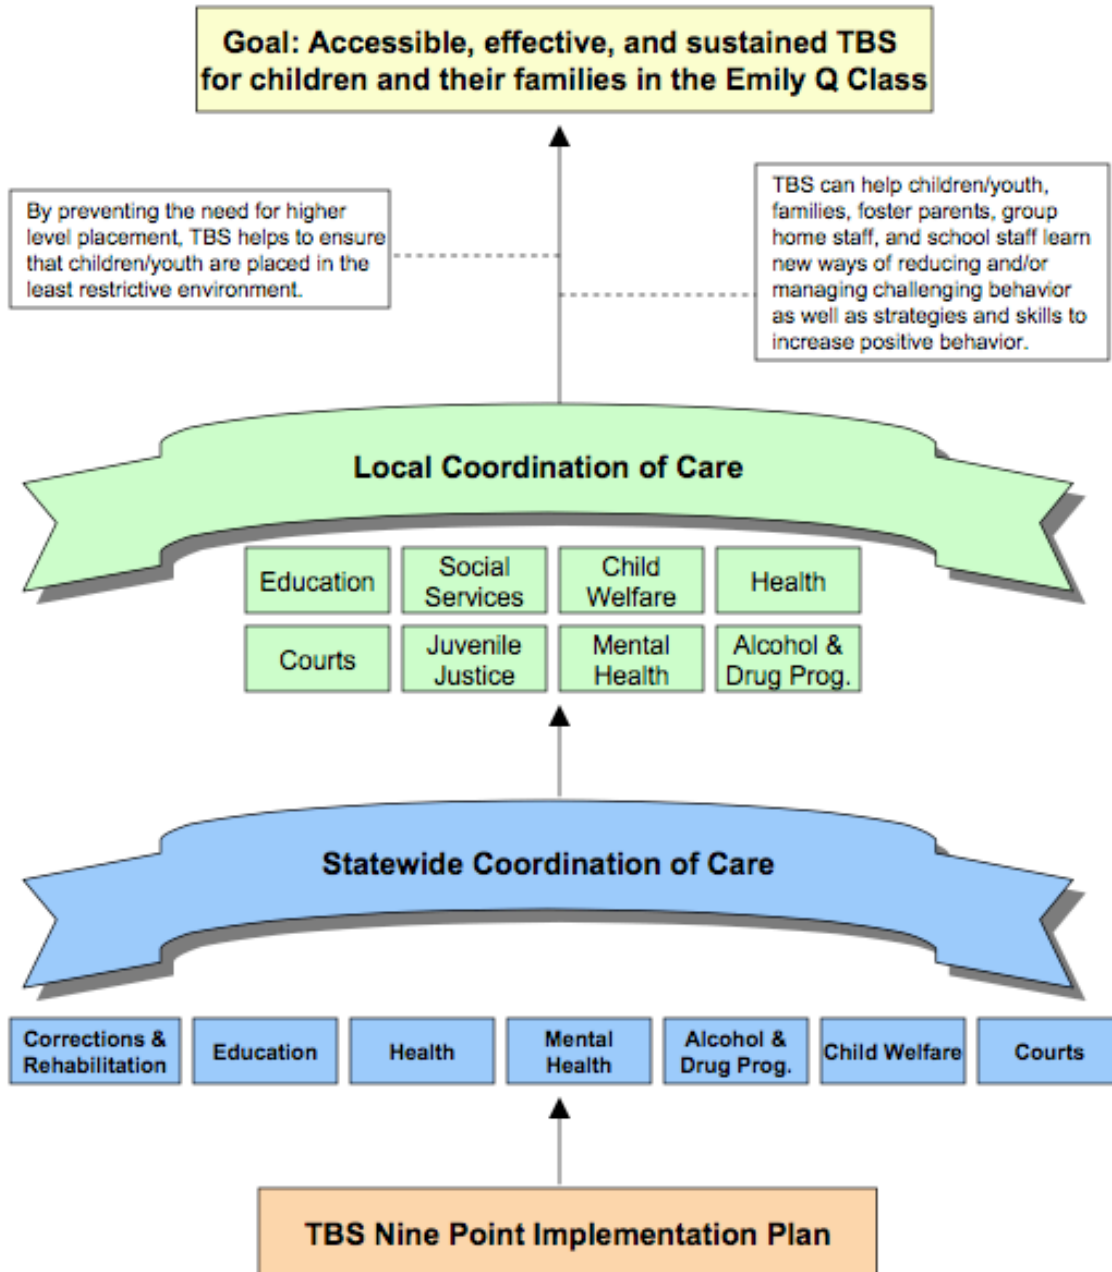 Goal: Accessible, effective, and sustained TBS
for children and their families in the Emily Q Class
By preventing the need for higher
level placement, TBS helps to ensure
that children/youth are placed in the
least restrictive environment.
TBS can help children/youth,
families, foster parents, group
home staff, and school staff learn
new ways of reducing and/or
managing challenging behavior
as well as strategies and skills to
increase positive behavior.
Local Coordination of Care
Education
Social
Services
Child
Welfare
Health
Courts
Juvenile
Justice
Mental
Health
Alcohol &
Drug Prog.
Statewide Coordination of Care
Corrections &
Rehabilitation
Education
Health
Mental
Health
Alcohol &
Drug Prog.
Child Welfare
Courts
TBS Nine Point Implementation Plan